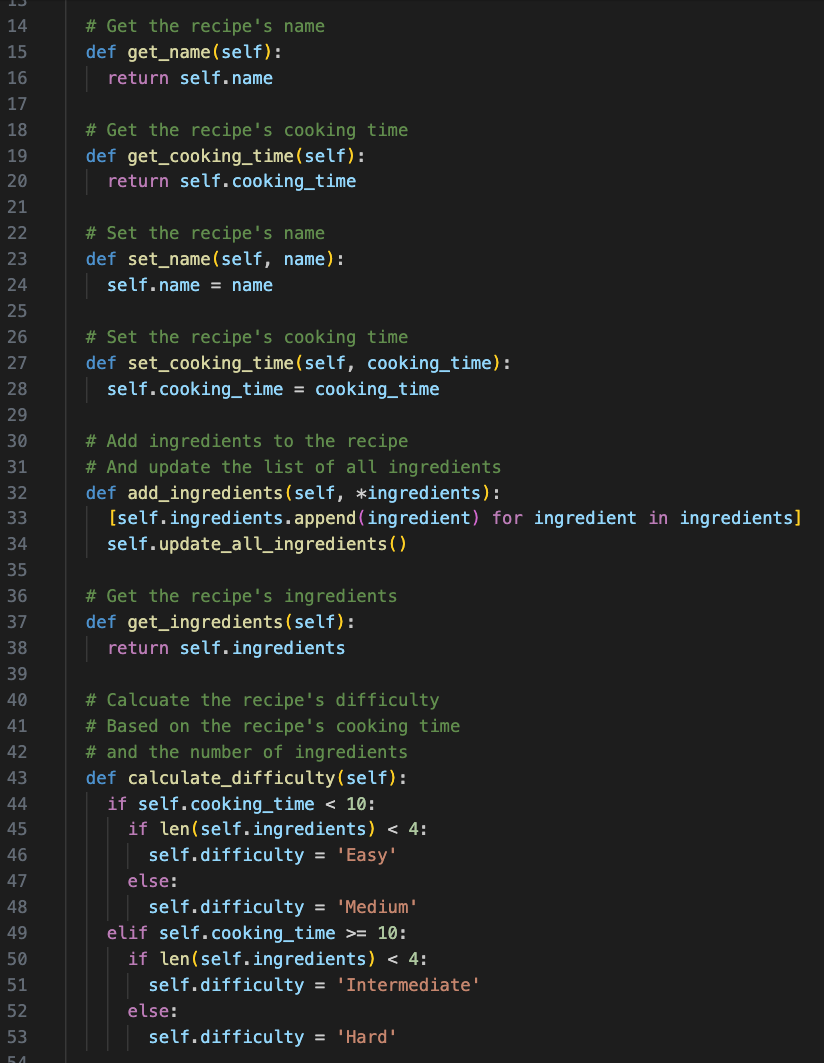 14 # Get the recipe's name
15 def get_name(self):
16 return self.name
17
18 # Get the recipe's cooking time
19 def get_cooking_time(self):
20 return self.cooking_time
21
22 # Set the recipe's name
23 def set_name(self, name):
24 self.name = name
25
26 # Set the recipe's cooking time
27 def set_cooking_time(self, cooking_time):
28 self.cooking_time = cooking_time
29
30 # Add ingredients to the recipe
31 # And update the list of all ingredients
32 def add_ingredients(self, *ingredients):
33 [self.ingredients.append(ingredient) for ingredient in ingredients]
34 self.update_all_ingredients()
35
36 # Get the recipe's ingredients
37 def get_ingredients(self):
38 return self.ingredients
39
40 # Calcuate the recipe's difficulty
41 # Based on the recipe's cooking time
42 # and the number of ingredients
43 def calculate_difficulty(self):
44 if self.cooking_time < 10:
45 if len(self.ingredients) < 4:
46 self.difficulty = 'Easy'
47 else:
48 self.difficulty = 'Medium'
49 elif self.cooking_time >= 10:
50 if len(self.ingredients) < 4:
51 self.difficulty = 'Intermediate'
52 else:
53 self.difficulty = 'Hard'